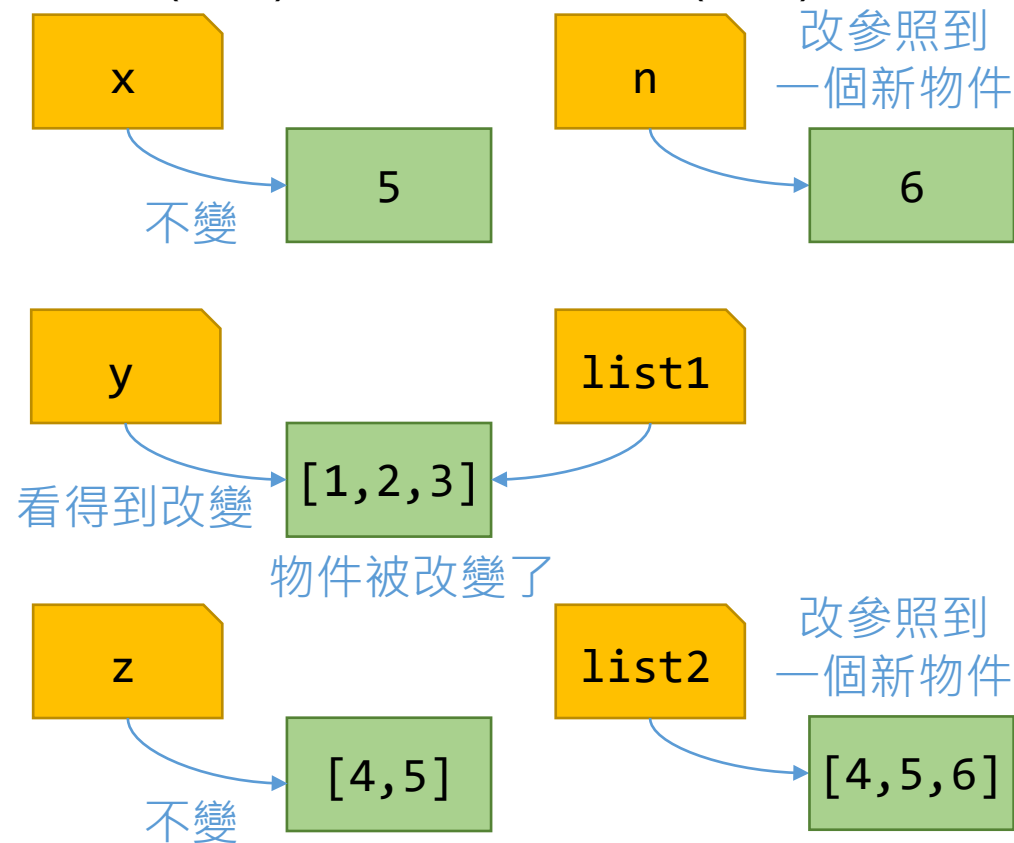 x
n
改參照到
一個新物件
5
6
不變
y
list1
[1,2,3]
看得到改變
物件被改變了
z
list2
改參照到
一個新物件
[4,5]
[4,5,6]
不變